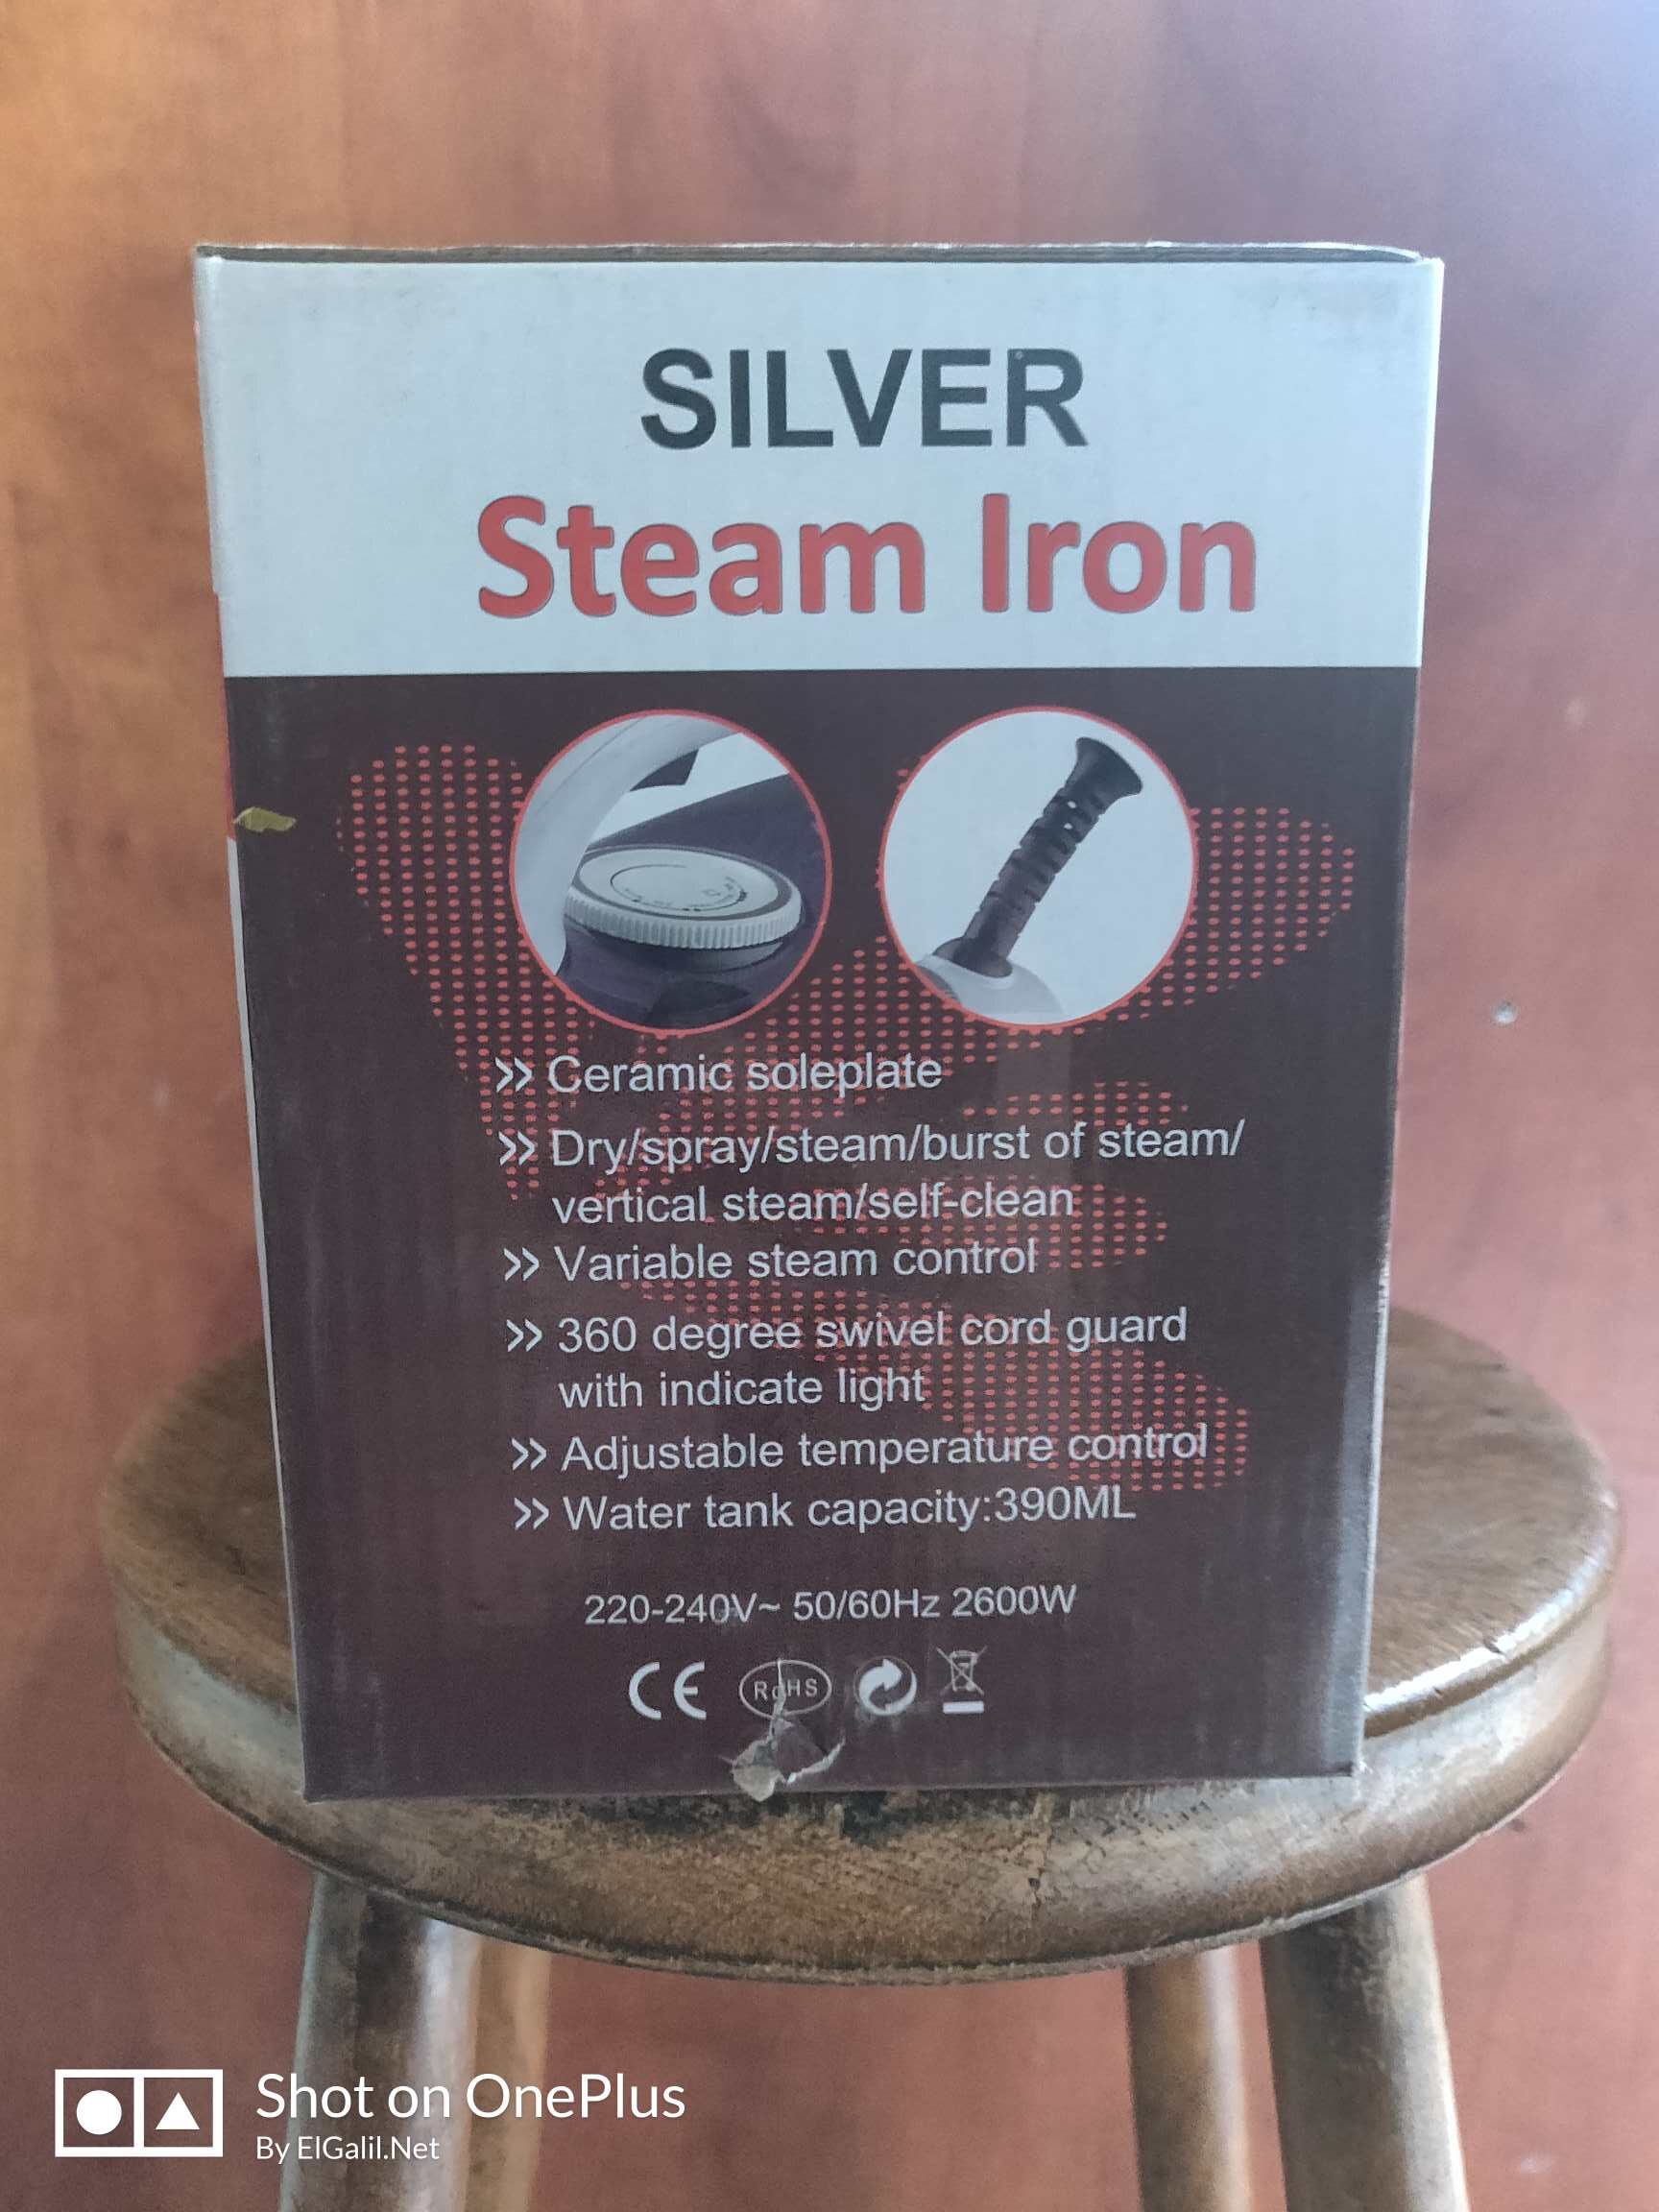 SILVER
Steam Iron
>> Ceramic soleplate
>> Dry/spray/steam/burst of steam/
vertical steam/self-clean
>> Variable steam control
>> 360 degree swivel cord guard
with indicate light
>> Adjustable temperature control
>> Water tank capacity:390ML
220-240V~ 50/60Hz 2600W
CE RoHS
Shot on OnePlus
By ElGalil.Net